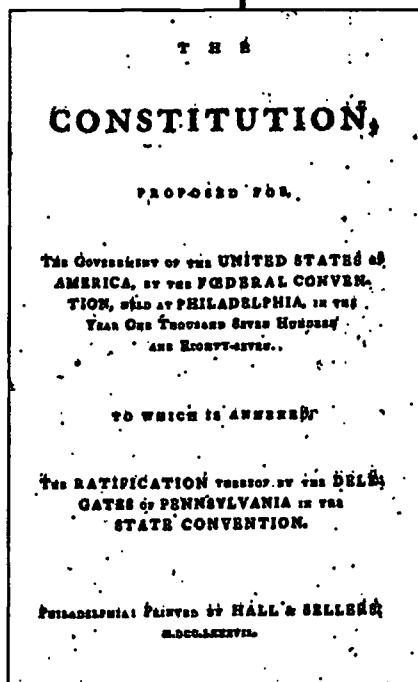 THE
CONSTITUTION,
PROPOSED FOR
THE GOVERNMENT OF THE UNITED STATES OF
AMERICA, BY THE FŒDERAL CONVEN-
TION, HELD AT PHILADELPHIA, IN THE
YEAR ONE THOUSAND SEVEN HUNDRED
AND EIGHTY-SEVEN.
TO WHICH IS ANNEXED,
THE RATIFICATION THEREOF BY THE DELE-
GATES OF PENNSYLVANIA IN THE
STATE CONVENTION.
PHILADELPHIA: PRINTED BY HALL & SELLERS,
M.DCC.LXXXVII.